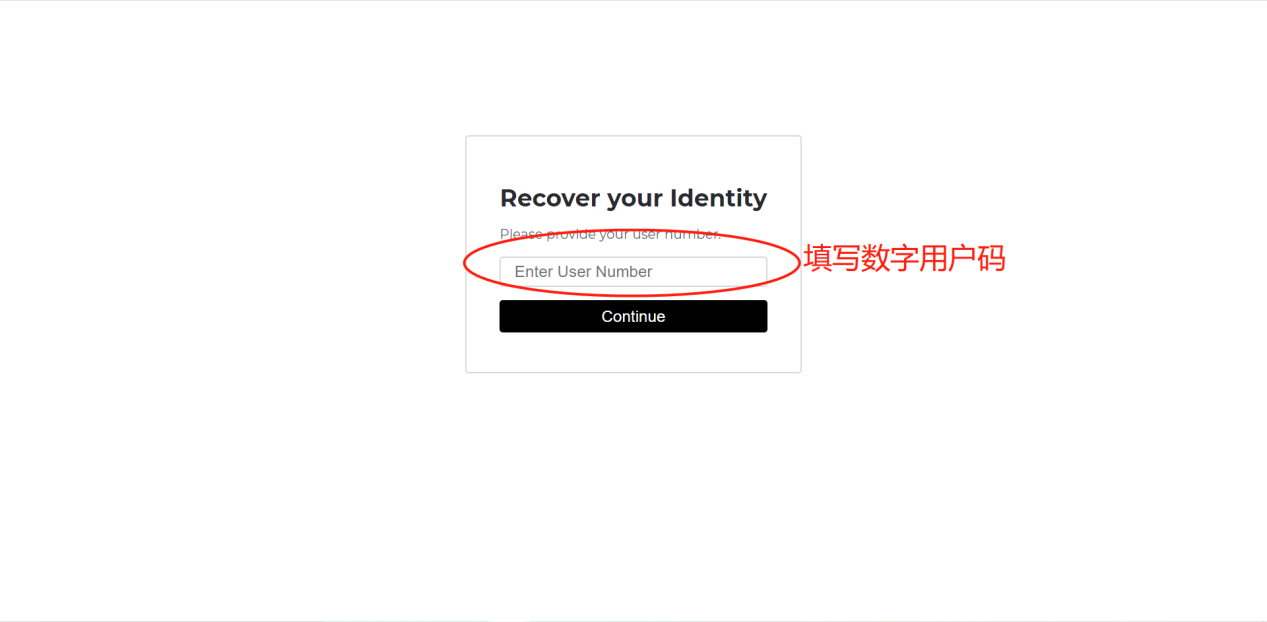 Recover your Identity
Please provide your user number.
Enter User Number
填写数字用户码
Continue